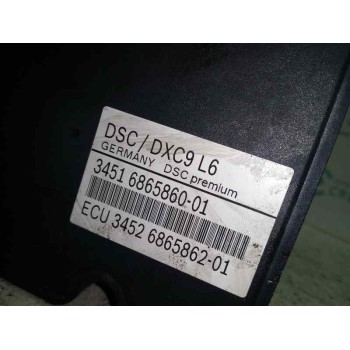 DSC/DXC9 L6
GERMANY DSC premium
3451 6865860-01
ECU 3452 6865862-01